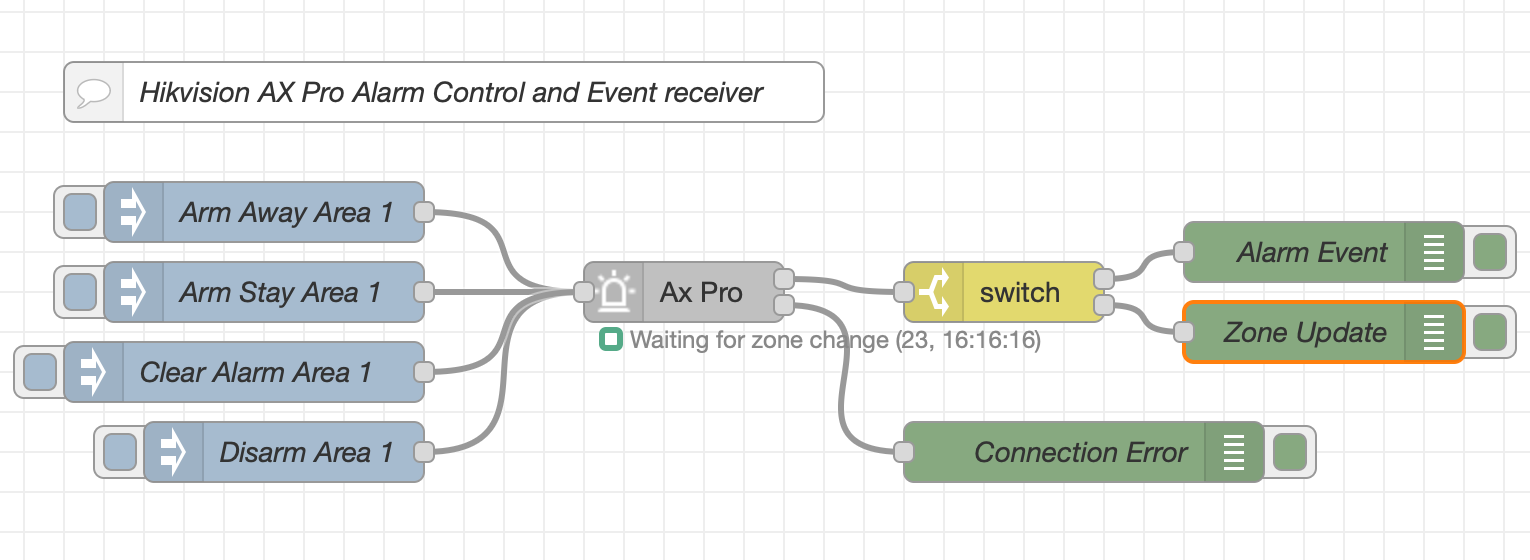 Hikvision AX Pro Alarm Control and Event receiver
Arm Away Area 1
Arm Stay Area 1
Clear Alarm Area 1
Disarm Area 1
Ax Pro
Waiting for zone change (23, 16:16:16)
switch
Alarm Event
Zone Update
Connection Error